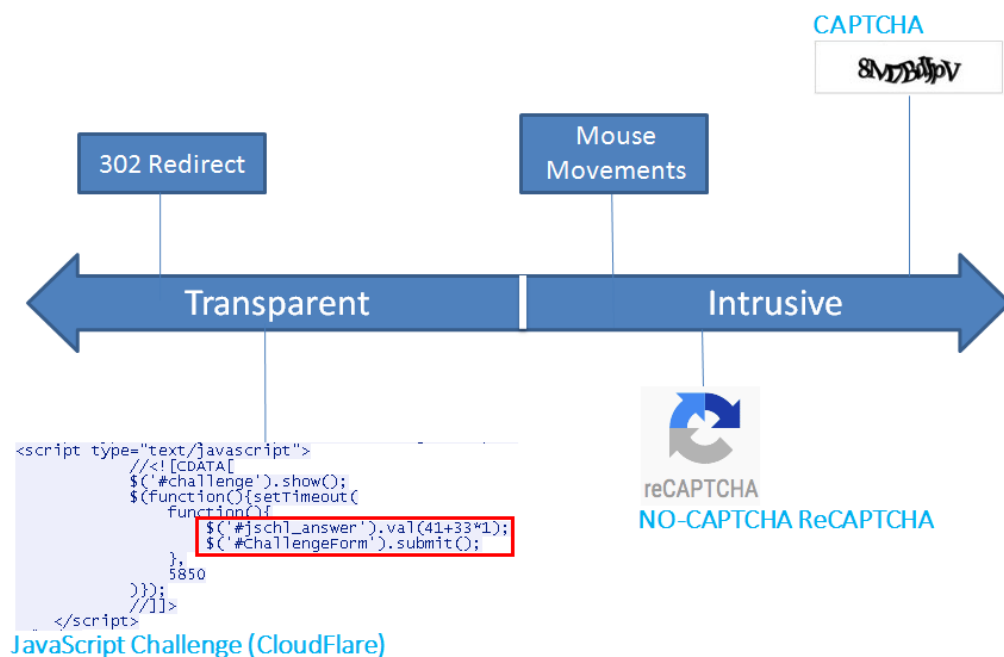 CAPTCHA
302 Redirect
Mouse
Movements
Transparent
Intrusive
<script type="text/javascript">
//<![CDATA[
$('#challenge').show();
$(function(){setTimeout(
function(){
$('#jschl_answer').val(41+33*1);
$('#ChallengeForm').submit();
},
5850
)});
//]]>
</script>
JavaScript Challenge (CloudFlare)
reCAPTCHA
NO-CAPTCHA ReCAPTCHA